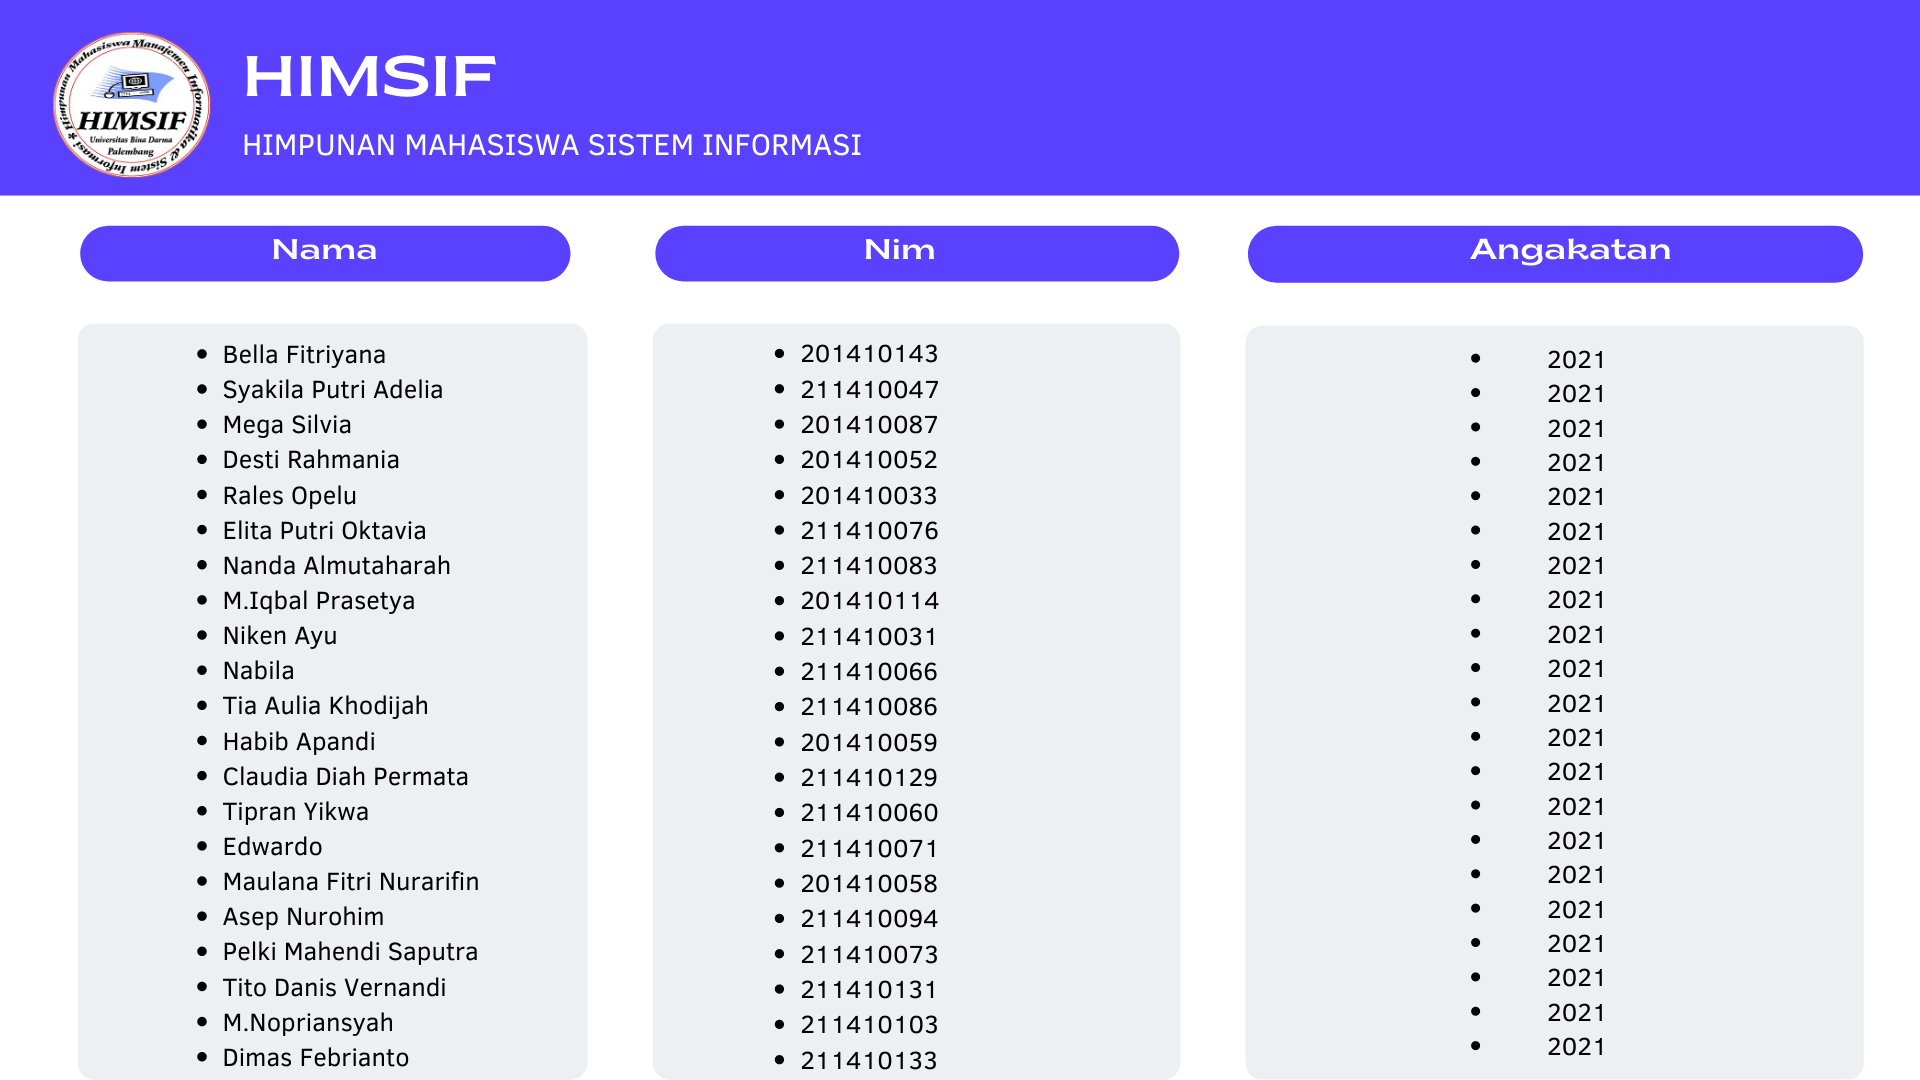 Himpunan Mahasiswa Manajemen Informatika & Sistem Informasi *
HIMSIF
Universitas Bina Darma
Palembang
HIMSIF
HIMPUNAN MAHASISWA SISTEM INFORMASI
Nama Nim Angakatan
• Bella Fitriyana • 201410143 • 2021
• Syakila Putri Adelia • 211410047 • 2021
• Mega Silvia • 201410087 • 2021
• Desti Rahmania • 201410052 • 2021
• Rales Opelu • 201410033 • 2021
• Elita Putri Oktavia • 211410076 • 2021
• Nanda Almutaharah • 211410083 • 2021
• M.Iqbal Prasetya • 201410114 • 2021
• Niken Ayu • 211410031 • 2021
• Nabila • 211410066 • 2021
• Tia Aulia Khodijah • 211410086 • 2021
• Habib Apandi • 201410059 • 2021
• Claudia Diah Permata • 211410129 • 2021
• Tipran Yikwa • 211410060 • 2021
• Edwardo • 211410071 • 2021
• Maulana Fitri Nurarifin • 201410058 • 2021
• Asep Nurohim • 211410094 • 2021
• Pelki Mahendi Saputra • 211410073 • 2021
• Tito Danis Vernandi • 211410131 • 2021
• M.Nopriansyah • 211410103 • 2021
• Dimas Febrianto • 211410133 • 2021